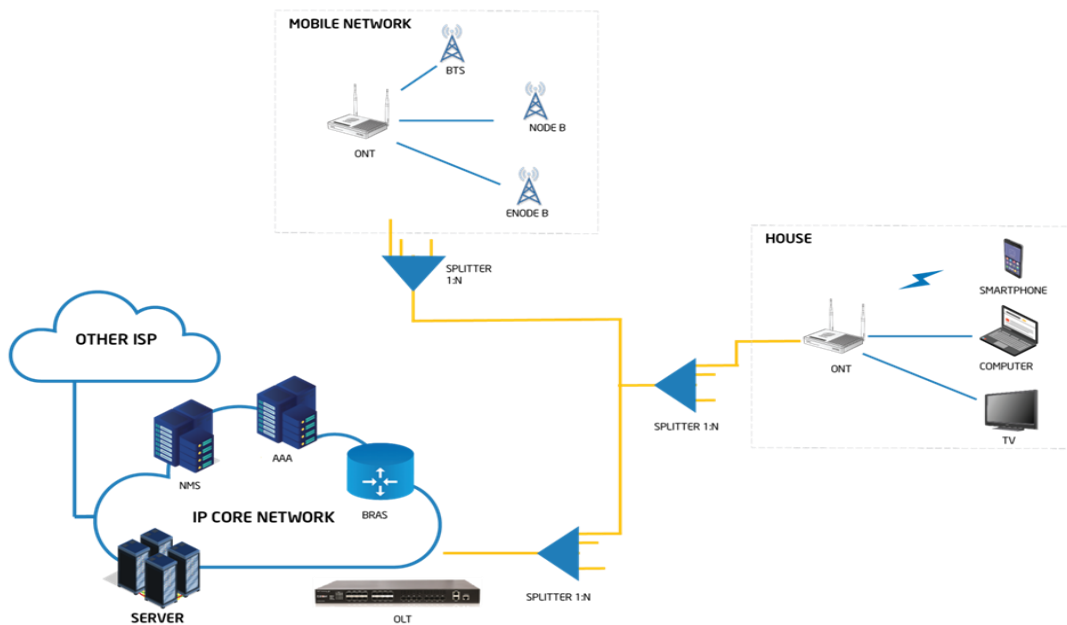 MOBILE NETWORK
BTS
NODE B
ONT
ENODE B
SPLITTER
1:N
HOUSE
SMARTPHONE
COMPUTER
ONT
TV
SPLITTER 1:N
OTHER ISP
AAA
NMS
BRAS
IP CORE NETWORK
SERVER
OLT
SPLITTER 1:N